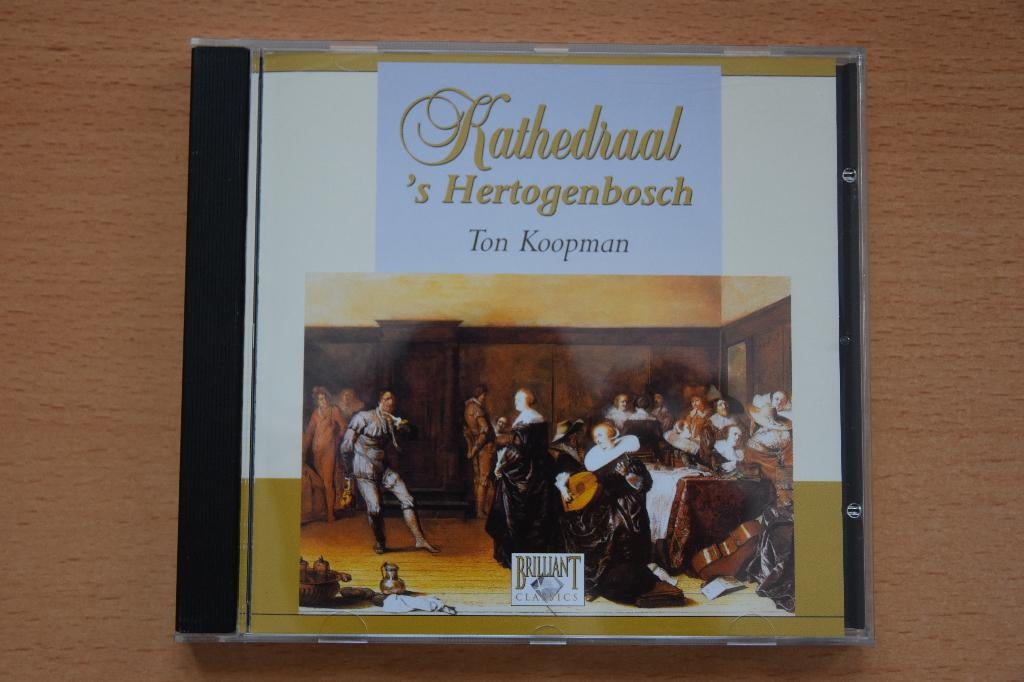 Kathedraal
's Hertogenbosch
Ton Koopman
BRILLIANT
CLASSICS